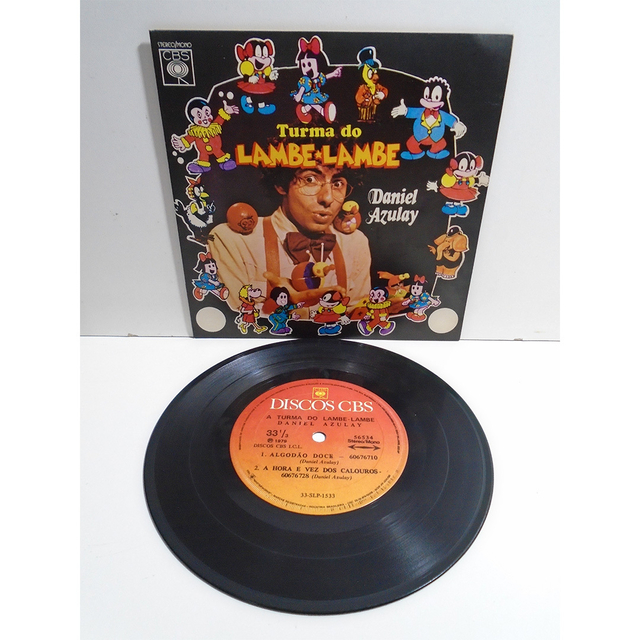 STEREO/MONO
CBS
Turma do
LAMBE-LAMBE
Daniel
Azulay
DISCOS CBS
A TURMA DO LAMBE-LAMBE
DANIEL AZULAY
33 1/3
℗ 1979
DISCOS CBS I.C.L.
56534
Stereo/Mono
1. ALGODÃO DOCE – 60676710
(Daniel Azulay)
2. A HORA E VEZ DOS CALOUROS –
60676728 (Daniel Azulay)
33-SLP-1533